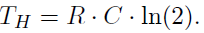 T_H = R · C · ln(2).